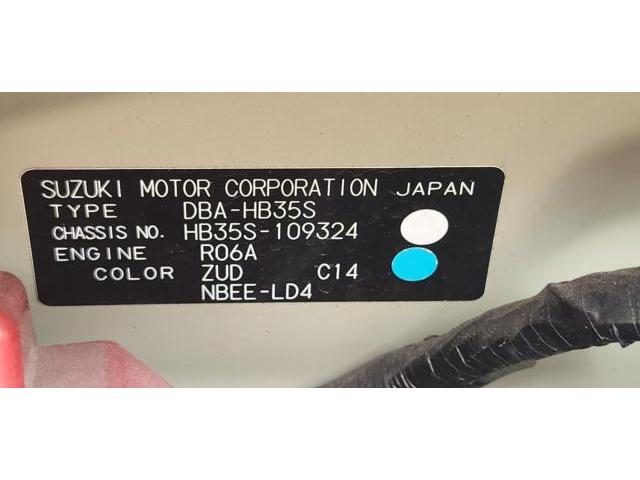 SUZUKI MOTOR CORPORATION JAPAN
TYPE DBA-HB35S
CHASSIS NO. HB35S-109324
ENGINE R06A
COLOR ZUD C14
NBEE-LD4